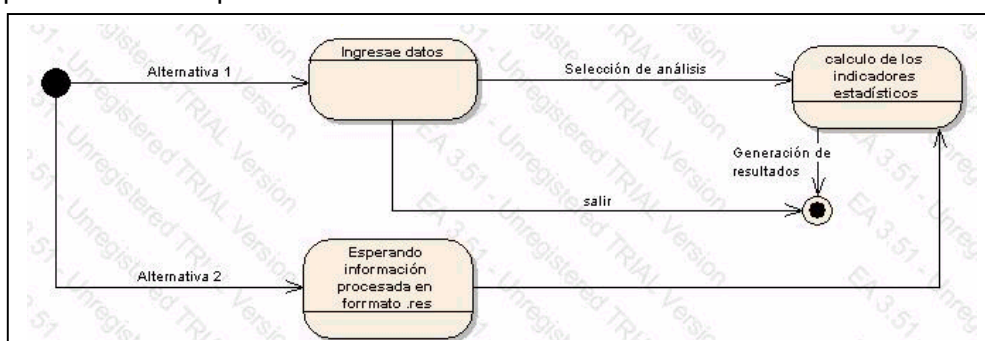 Ingresae datos
calculo de los
indicadores
estadísticos
Alternativa 1
Selección de análisis
Generación de
resultados
salir
Esperando
información
procesada en
forrmato .res
Alternativa 2
EA 3.51 - Unregistered TRIAL Version